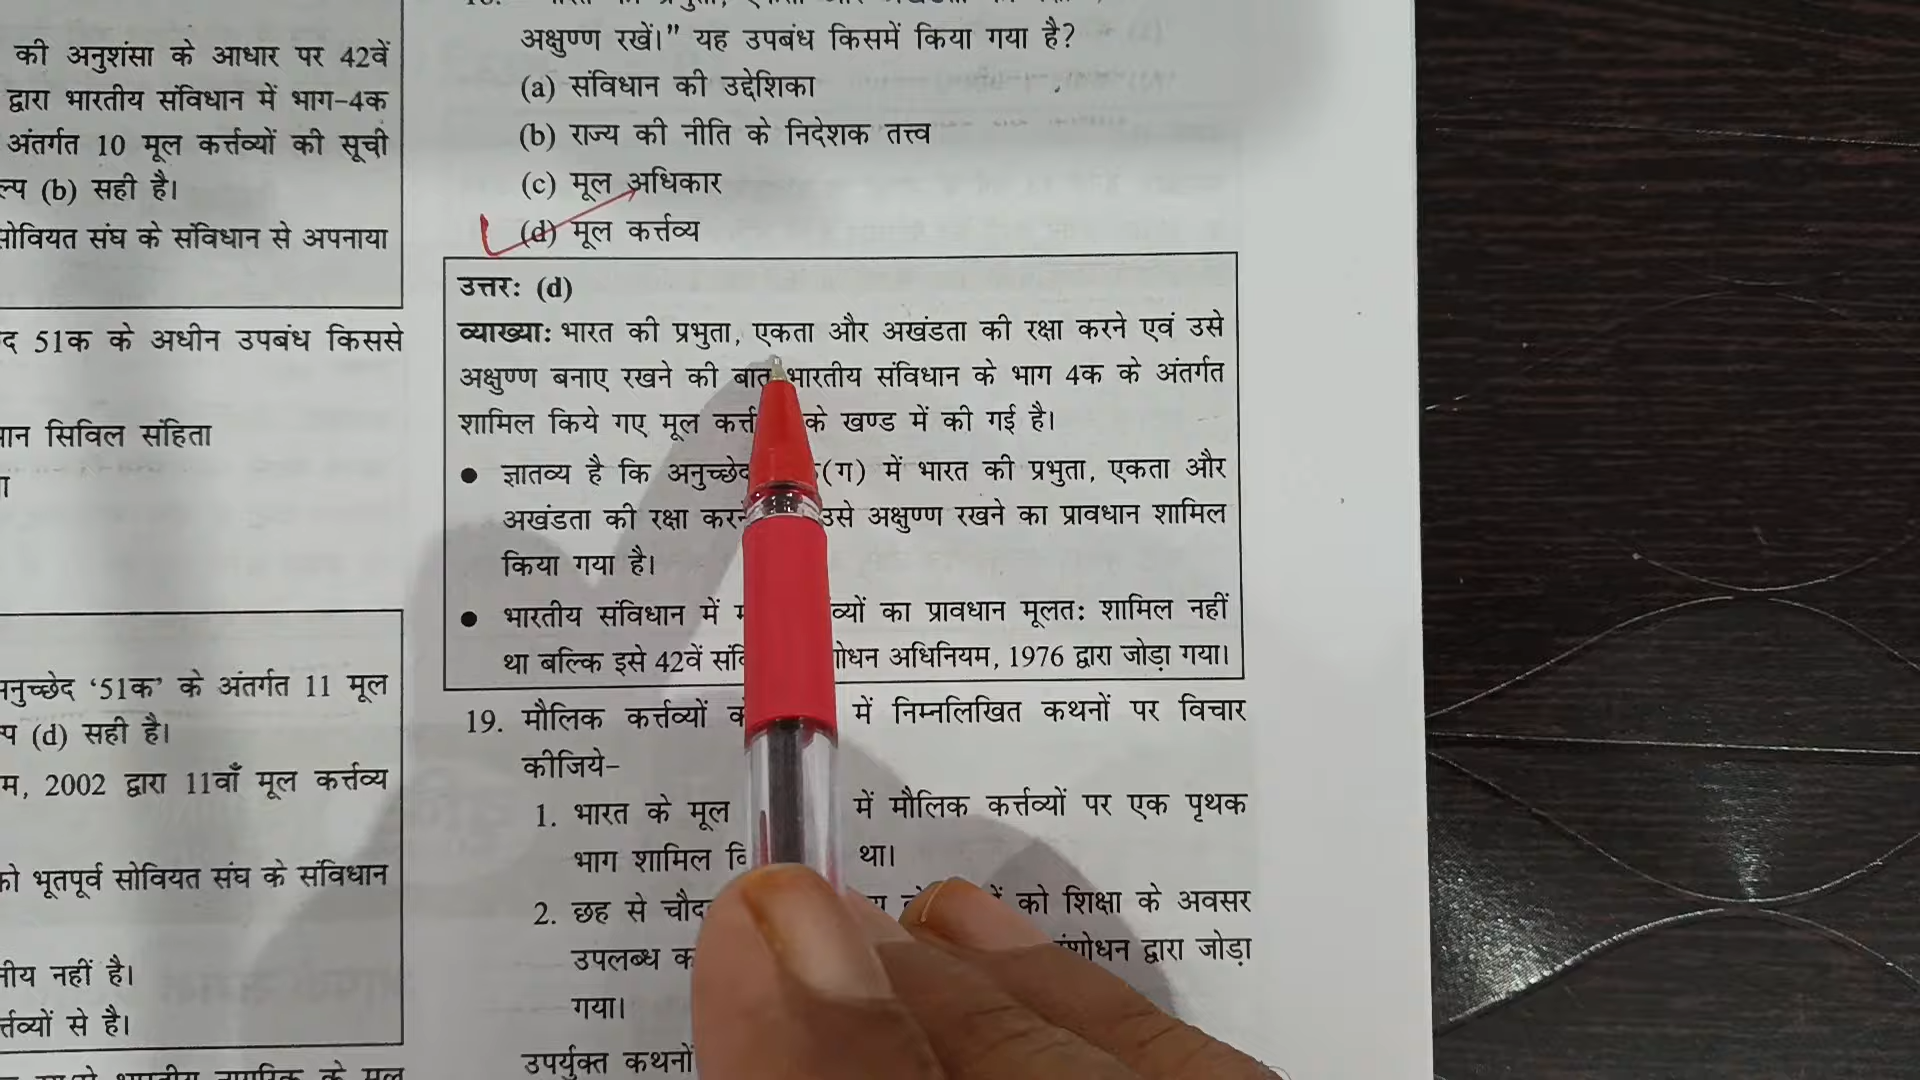 की अनुशंसा के आधार पर 42वें
द्वारा भारतीय संविधान में भाग-4क
अंतर्गत 10 मूल कर्त्तव्यों की सूची
(b) सही है।
सोवियत संघ के संविधान से अपनाया
51क के अधीन उपबंध किससे
सिविल संहिता
अनुच्छेद ‘51क’ के अंतर्गत 11 मूल
(d) सही है।
2002 द्वारा 11वाँ मूल कर्त्तव्य
को भूतपूर्व सोवियत संघ के संविधान
नहीं है।
से है।
अक्षुण्ण रखें।” यह उपबंध किसमें किया गया है?
(a) संविधान की उद्देशिका
(b) राज्य की नीति के निदेशक तत्त्व
(c) मूल अधिकार
(d) मूल कर्त्तव्य
उत्तरः (d)
व्याख्याः भारत की प्रभुता, एकता और अखंडता की रक्षा करने एवं उसे
अक्षुण्ण बनाए रखने की बात भारतीय संविधान के भाग 4क के अंतर्गत
शामिल किये गए मूल के खण्ड में की गई है।
● ज्ञातव्य है कि अनुच्छेद (ग) में भारत की प्रभुता, एकता और
अखंडता की रक्षा करने उसे अक्षुण्ण रखने का प्रावधान शामिल
किया गया है।
● भारतीय संविधान में का प्रावधान मूलतः शामिल नहीं
था बल्कि इसे 42वें अधिनियम, 1976 द्वारा जोड़ा गया।
19. मौलिक कर्त्तव्यों में निम्नलिखित कथनों पर विचार
कीजिये–
1. भारत के मूल में मौलिक कर्त्तव्यों पर एक पृथक
भाग शामिल था।
2. छह से को शिक्षा के अवसर
उपलब्ध द्वारा जोड़ा
गया।
उपर्युक्त कथनों